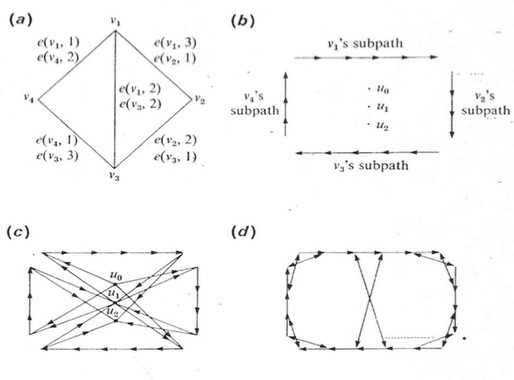 (a)
v₁
e(v₁, 1)
e(v₄, 2)
e(v₁, 3)
e(v₂, 1)
e(v₁, 2)
e(v₃, 2)
v₄
v₂
e(v₄, 1)
e(v₃, 3)
e(v₂, 2)
e(v₃, 1)
v₃
(b)
v₁'s subpath
v₄'s
subpath
u₀
u₁
u₂
v₂'s
subpath
v₃'s subpath
(c)
u₀
u₁
u₂
(d)